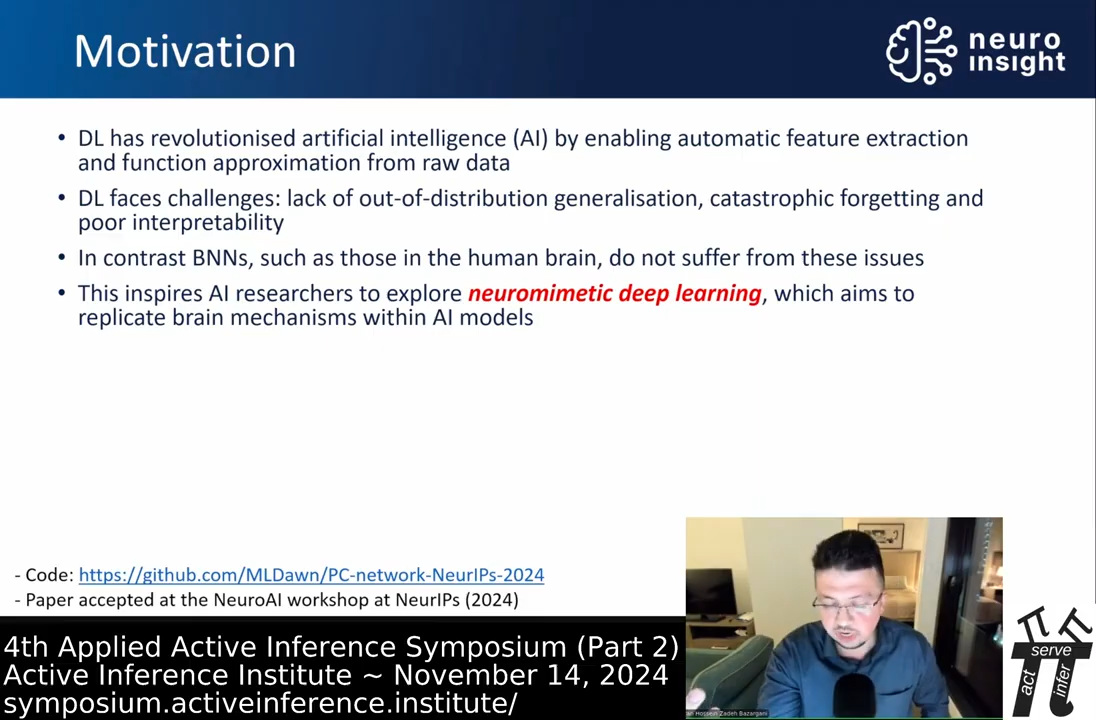 Motivation
neuro
insight
• DL has revolutionised artificial intelligence (AI) by enabling automatic feature extraction
and function approximation from raw data
• DL faces challenges: lack of out-of-distribution generalisation, catastrophic forgetting and
poor interpretability
• In contrast BNNs, such as those in the human brain, do not suffer from these issues
• This inspires AI researchers to explore neuromimetic deep learning, which aims to
replicate brain mechanisms within AI models
- Code: https://github.com/MLDawn/PC-network-NeurIPs-2024
- Paper accepted at the NeuroAI workshop at NeurIPs (2024)
4th Applied Active Inference Symposium (Part 2)
Active Inference Institute ~ November 14, 2024
symposium.activeinference.institute/
Hossein Zadeh Bazargani
π π
serve
act
infer